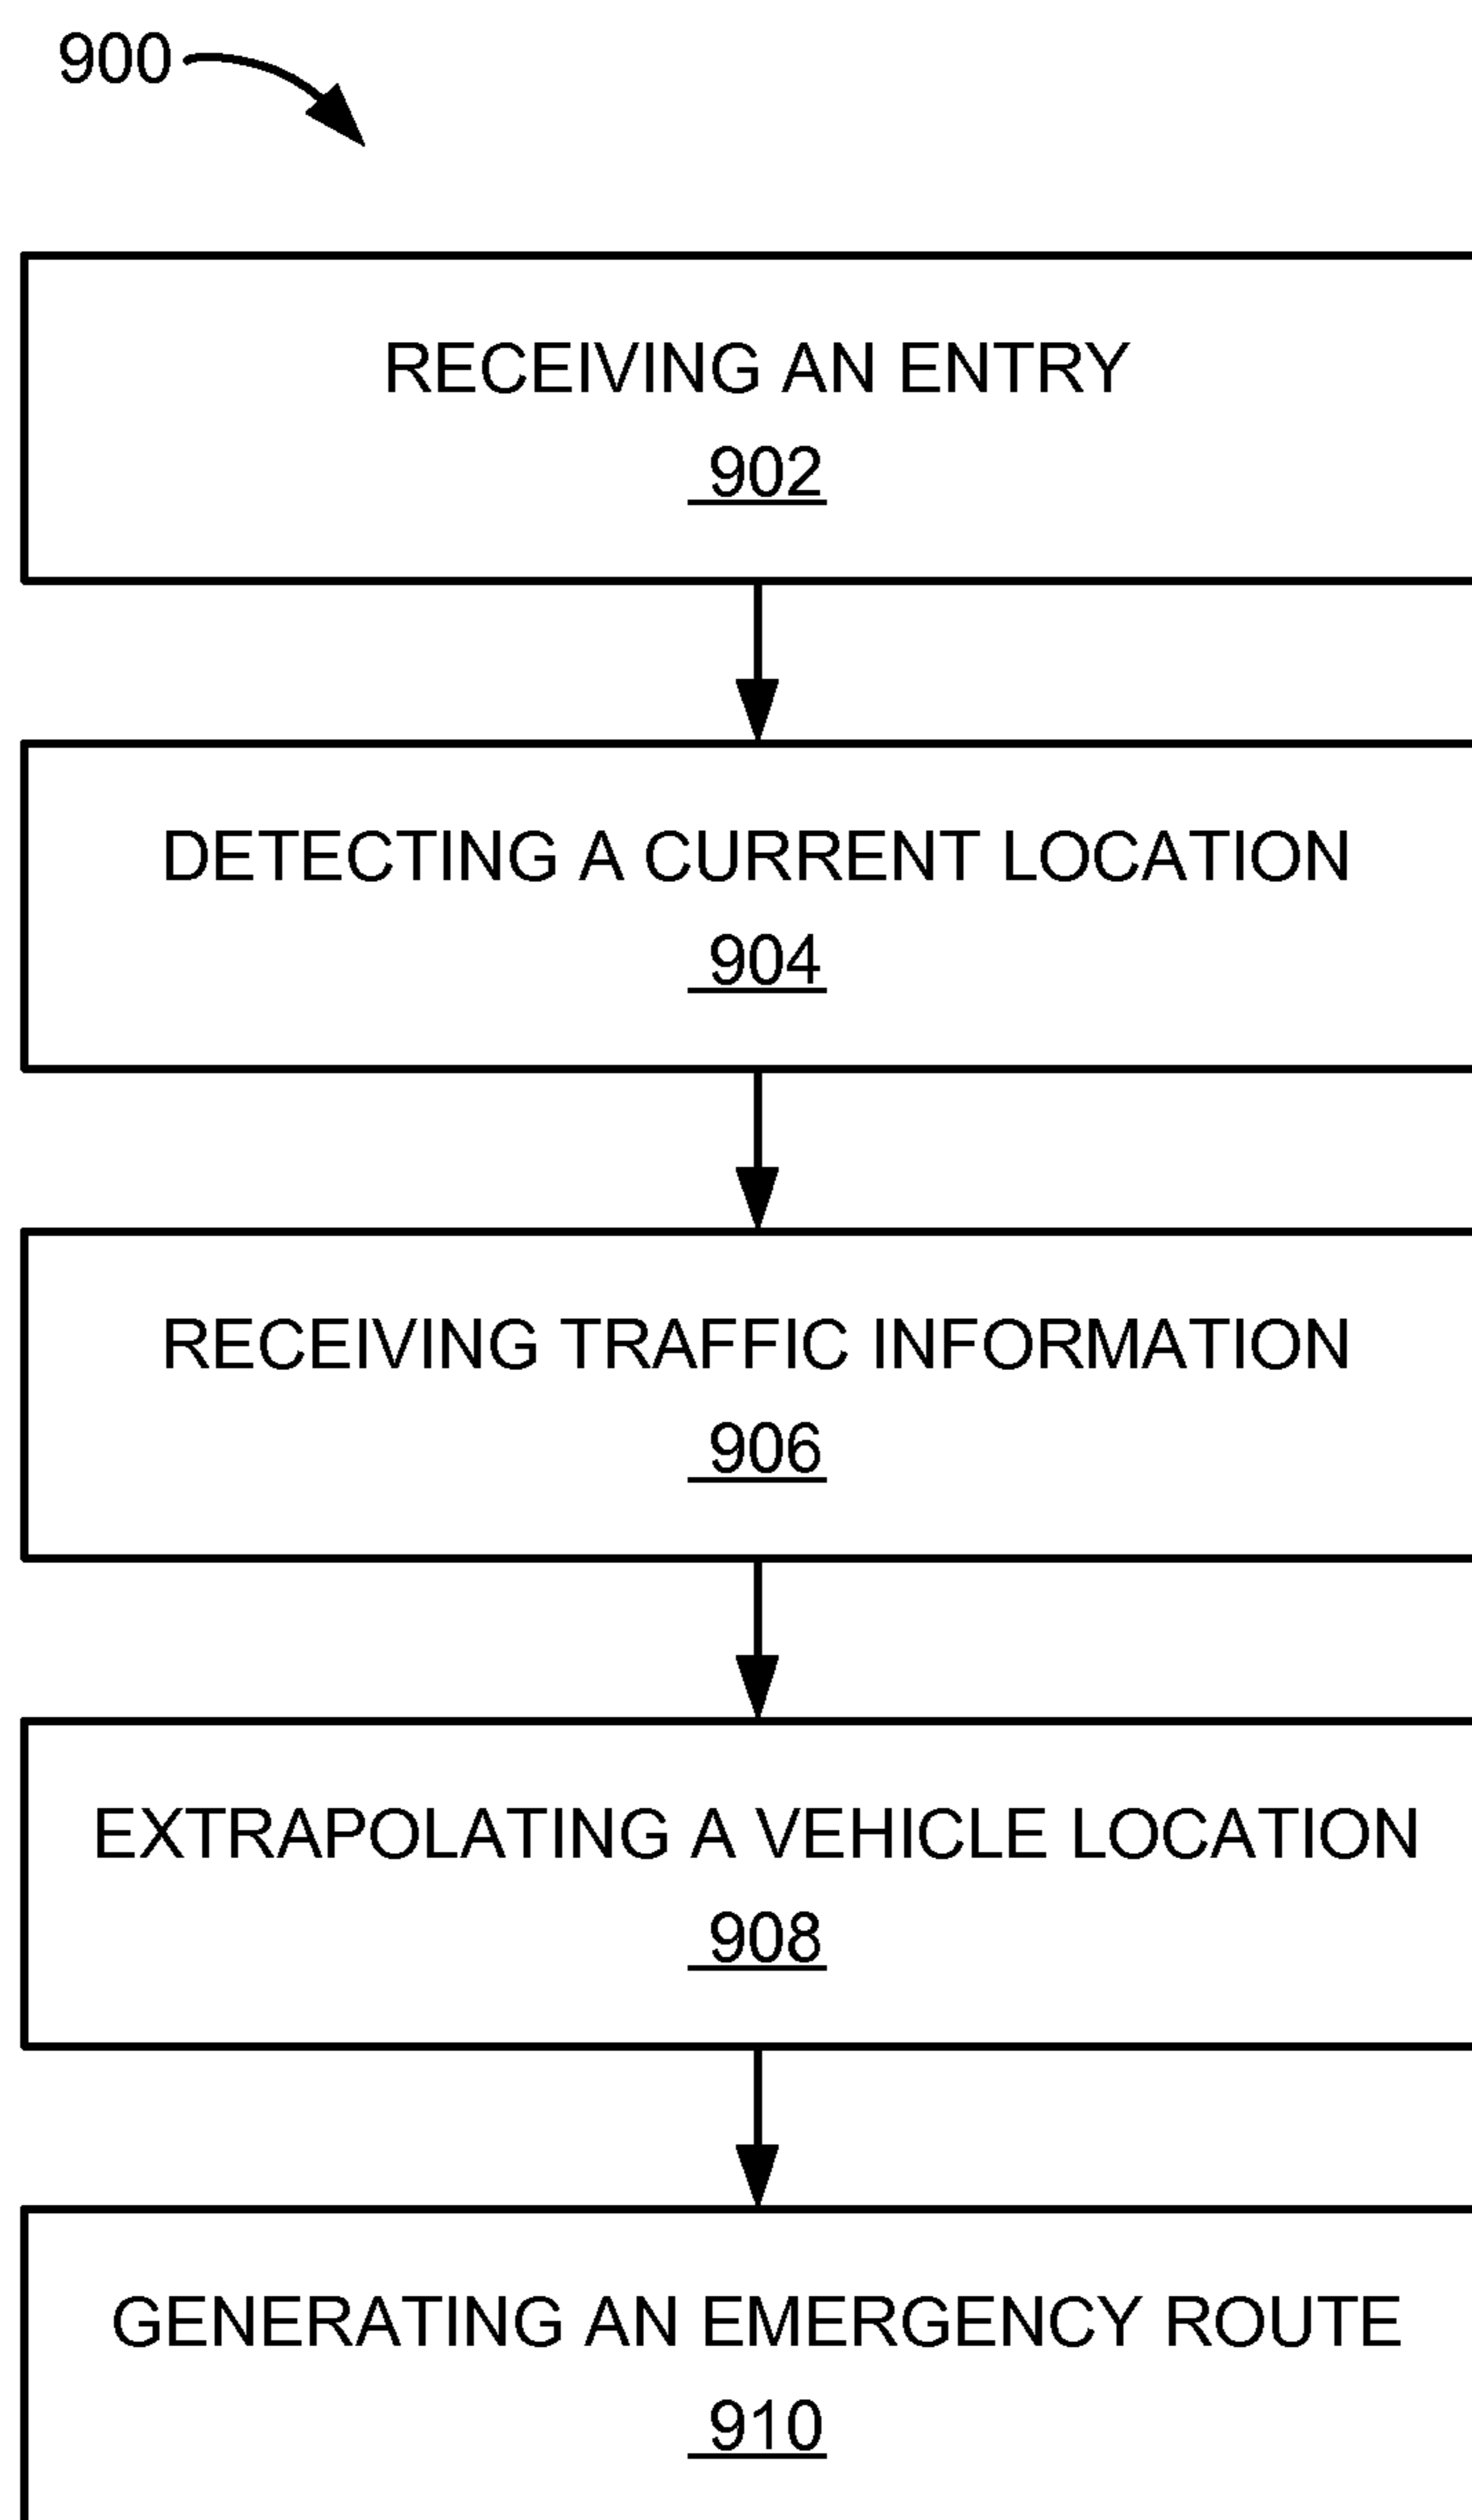 900
RECEIVING AN ENTRY
902
DETECTING A CURRENT LOCATION
904
RECEIVING TRAFFIC INFORMATION
906
EXTRAPOLATING A VEHICLE LOCATION
908
GENERATING AN EMERGENCY ROUTE
910